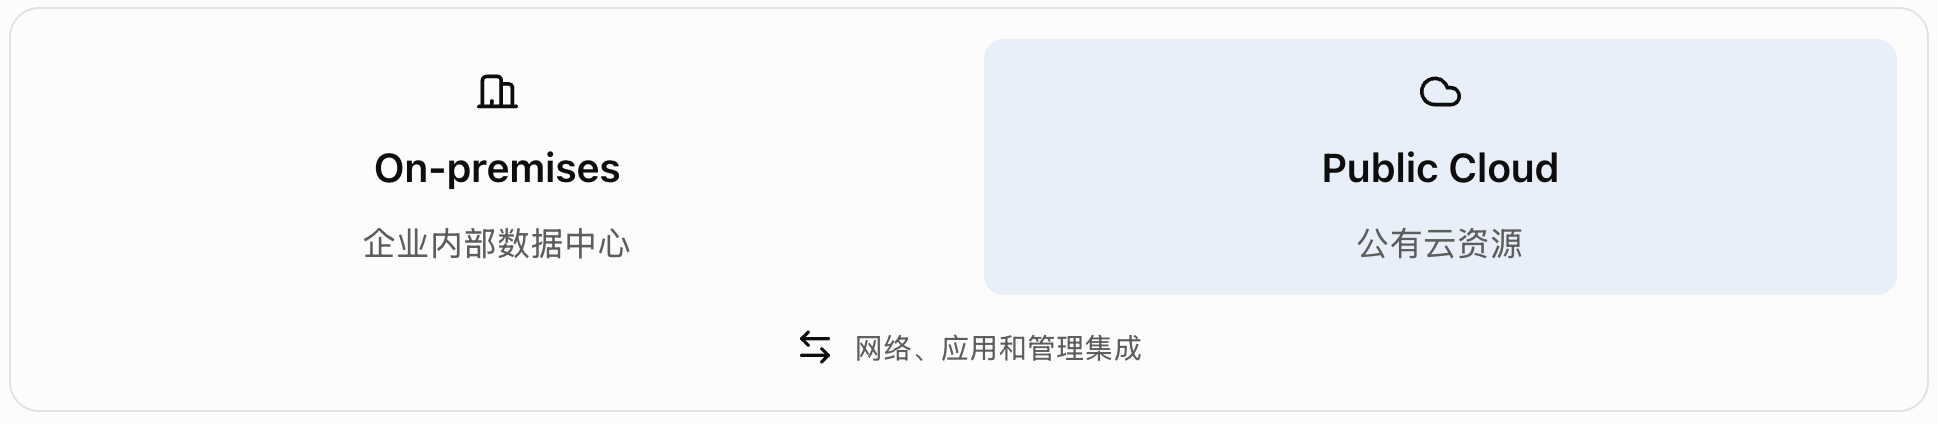 On-premises
企业内部数据中心
Public Cloud
公有云资源
网络、应用和管理集成